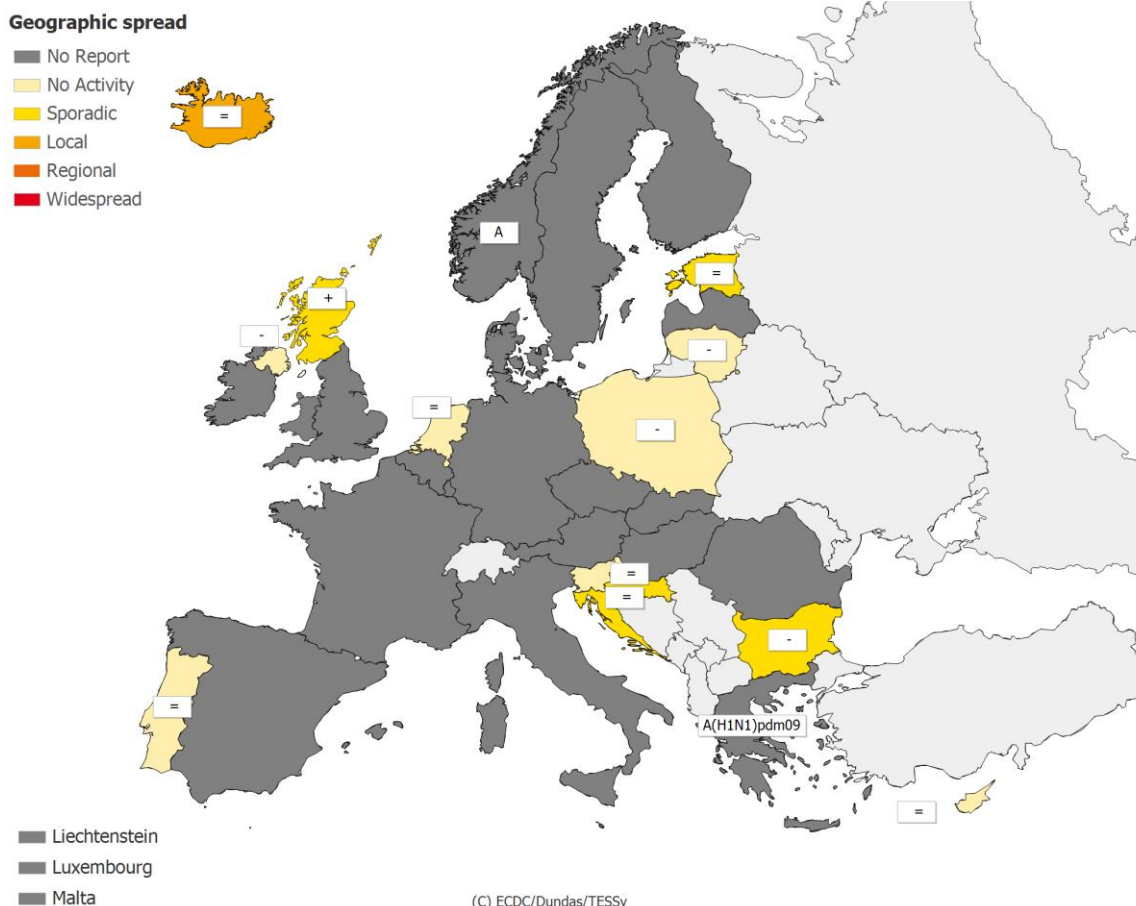 Geographic spread
No Report
No Activity
Sporadic
Local
Regional
Widespread
=
A
=
+
-
-
=
-
=
=
-
=
A(H1N1)pdm09
=
Liechtenstein
Luxembourg
Malta
(C) ECDC/Dundas/TESSy